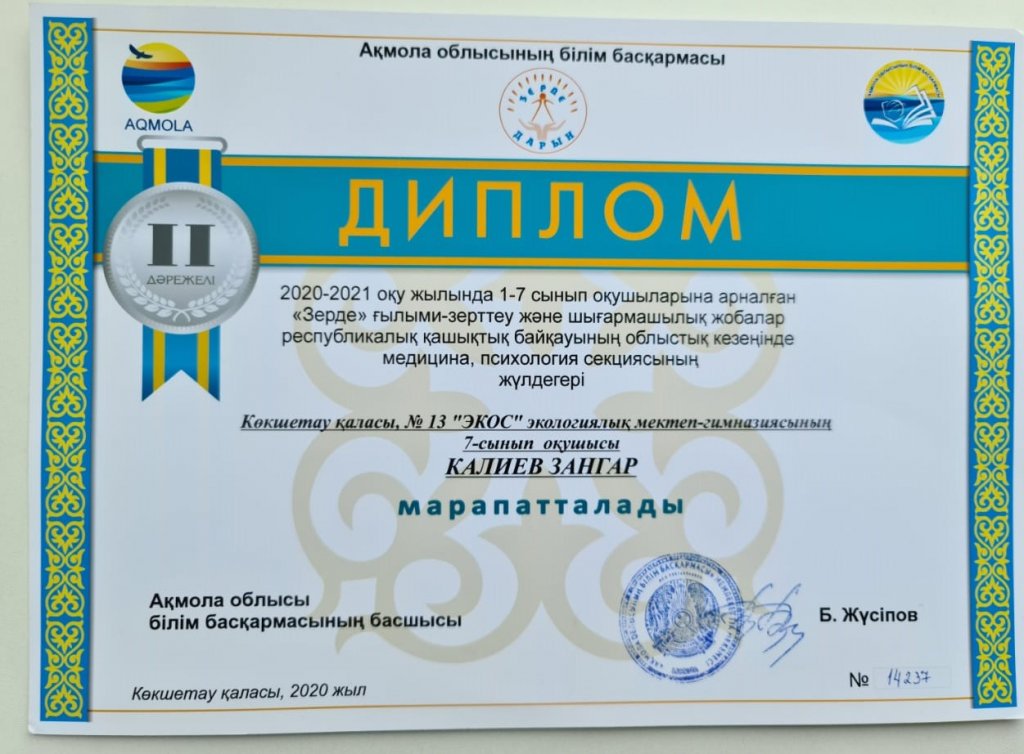 Ақмола облысының білім басқармасы
AQMOLA
ЗЕРДЕ
ДАРЫН
ДИПЛОМ
II
ДӘРЕЖЕЛІ
2020-2021 оқу жылында 1-7 сынып оқушыларына арналған
«Зерде» ғылыми-зерттеу және шығармашылық жобалар
республикалық қашықтық байқауының облыстық кезеңінде
медицина, психология секциясының
жүлдегері
Көкшетау қаласы, № 13 "ЭКОС" экологиялық мектеп-гимназиясының
7-сынып оқушысы
КАЛИЕВ ЗАНГАР
марапатталады
Ақмола облысы
білім басқармасының басшысы
Б. Жүсіпов
№ 14237
Көкшетау қаласы, 2020 жыл